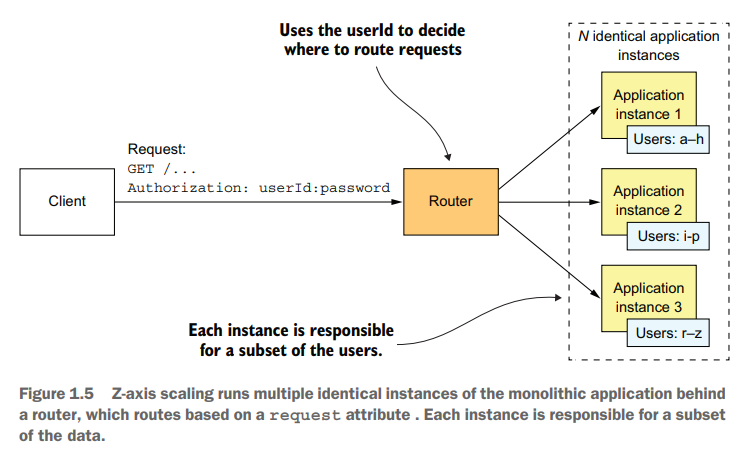 Uses the userId to decide
where to route requests
N identical application
instances
Application
instance 1
Users: a–h
Request:
GET /...
Authorization: userId:password
Client
Router
Application
instance 2
Users: i-p
Application
instance 3
Users: r–z
Each instance is responsible
for a subset of the users.
Figure 1.5 Z-axis scaling runs multiple identical instances of the monolithic application behind
a router, which routes based on a request attribute . Each instance is responsible for a subset
of the data.